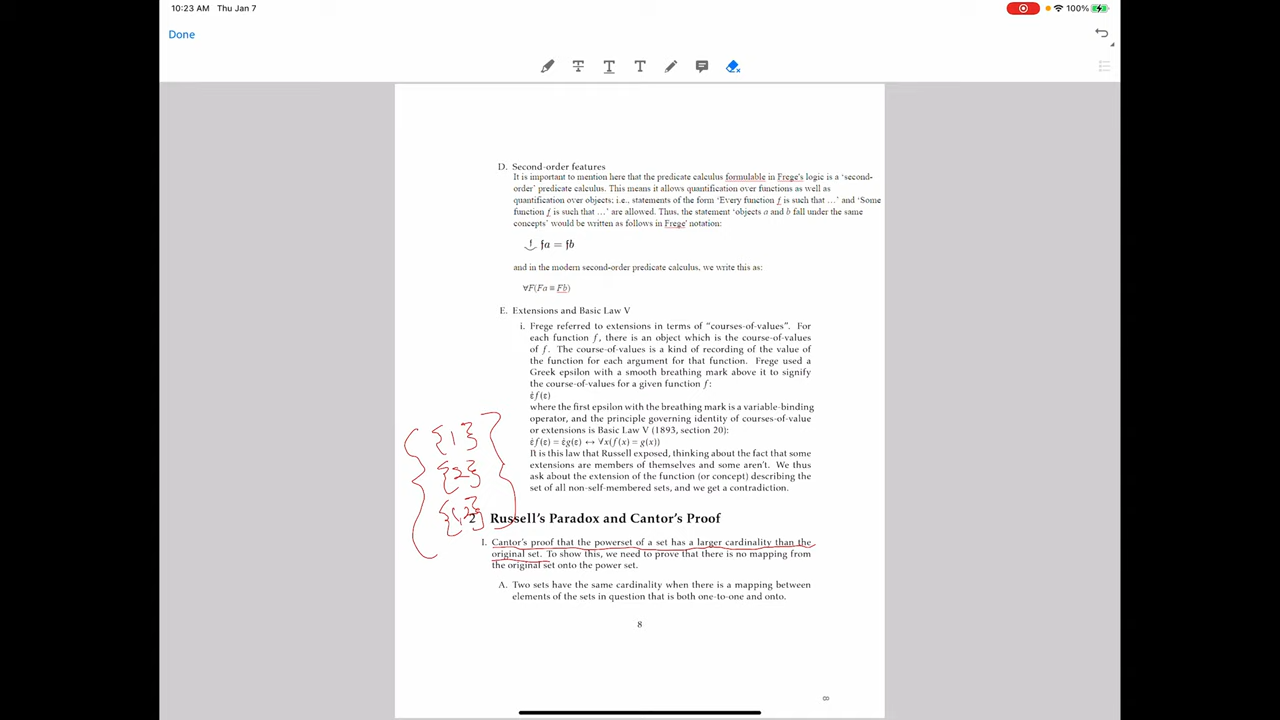 10:23 AM Thu Jan 7
100%
Done
D. Second-order features
It is important to mention here that the predicate calculus formulable in Frege's logic is a ‘second-
order’ predicate calculus. This means it allows quantification over functions as well as
quantification over objects; i.e., statements of the form ‘Every function f is such that …’ and ‘Some
function f is such that …’ are allowed. Thus, the statement ‘objects a and b fall under the same
concepts’ would be written as follows in Frege' notation:
𝔣a = 𝔣b
and in the modern second-order predicate calculus, we write this as:
∀F(Fa ≡ Fb)
E. Extensions and Basic Law V
i. Frege referred to extensions in terms of “courses-of-values”. For
each function f, there is an object which is the course-of-values
of f. The course-of-values is a kind of recording of the value of
the function for each argument for that function. Frege used a
Greek epsilon with a smooth breathing mark above it to signify
the course-of-values for a given function f:
ἐf(ε)
where the first epsilon with the breathing mark is a variable-binding
operator, and the principle governing identity of courses-of-value
or extensions is Basic Law V (1893, section 20):
ἐf(ε) = ἐg(ε) ↔ ∀x(f(x) = g(x))
It is this law that Russell exposed, thinking about the fact that some
extensions are members of themselves and some aren't. We thus
ask about the extension of the function (or concept) describing the
set of all non-self-membered sets, and we get a contradiction.
{1}
{2}
{1,2}
2 Russell's Paradox and Cantor's Proof
I. Cantor's proof that the powerset of a set has a larger cardinality than the
original set. To show this, we need to prove that there is no mapping from
the original set onto the power set.
A. Two sets have the same cardinality when there is a mapping between
elements of the sets in question that is both one-to-one and onto.
8
8